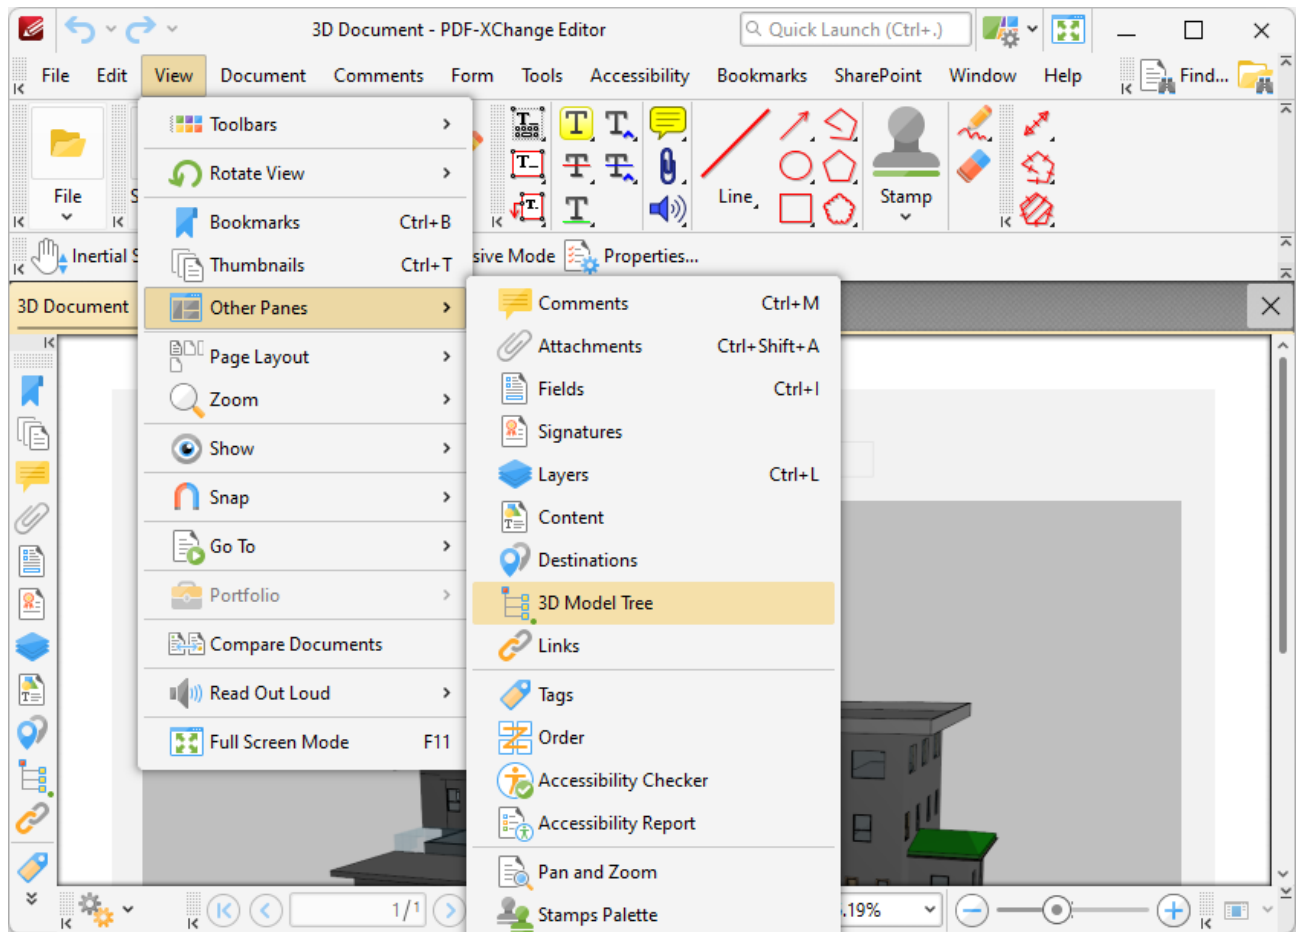 3D Document - PDF-XChange Editor
Quick Launch (Ctrl+.)
File Edit View Document Comments Form Tools Accessibility Bookmarks SharePoint Window Help Find...
File
Line
Stamp
Inertial
sive Mode
Properties...
3D Document
Toolbars
Rotate View
Bookmarks Ctrl+B
Thumbnails Ctrl+T
Other Panes
Page Layout
Zoom
Show
Snap
Go To
Portfolio
Compare Documents
Read Out Loud
Full Screen Mode F11
Comments Ctrl+M
Attachments Ctrl+Shift+A
Fields Ctrl+I
Signatures
Layers Ctrl+L
Content
Destinations
3D Model Tree
Links
Tags
Order
Accessibility Checker
Accessibility Report
Pan and Zoom
Stamps Palette
1/1
.19%